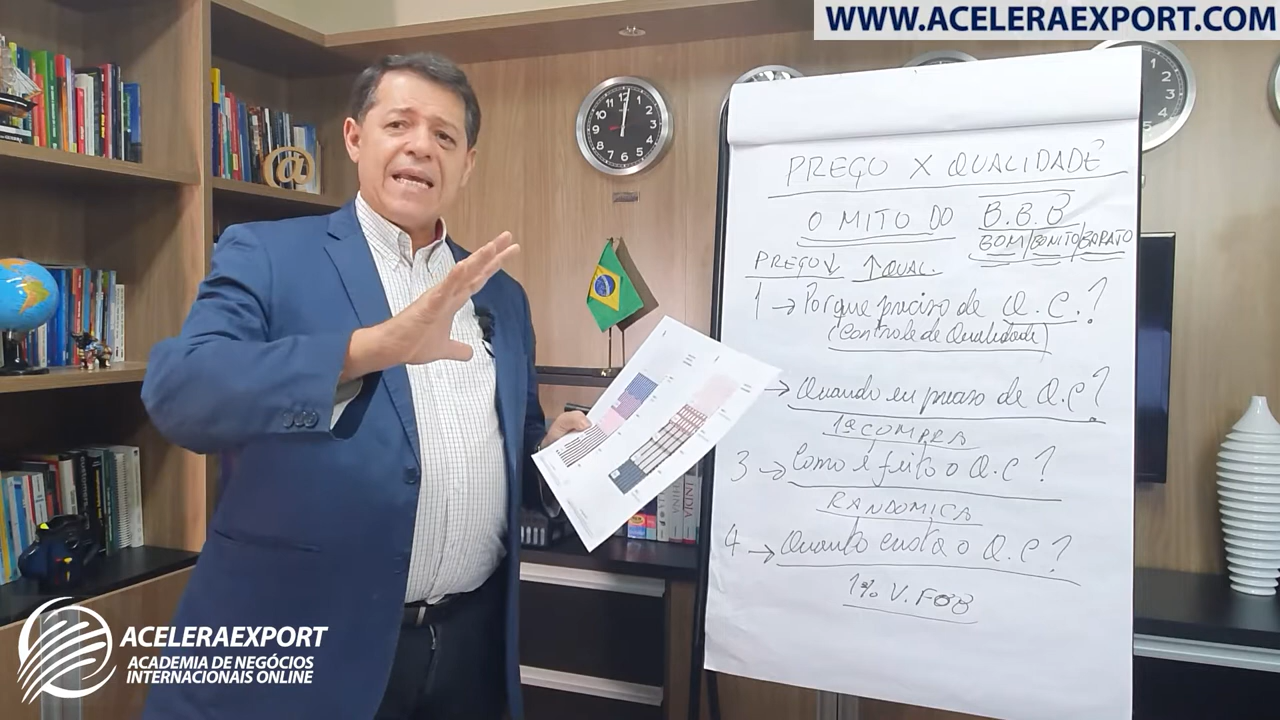 WWW.ACELERAEXPORT.COM
PREÇO X QUALIDADE
O MITO DO B.B.B
BOM/BONITO/BARATO
PREÇO↓ ↑QUAL.
1 → Porque preciso de Q.C.?
(Controle de Qualidade)
→ Quando eu preciso de Q.C?
1ª COMPRA
3 → Como é feito o Q.C?
RANDOMICA
4 → Quanto custa o Q.C?
1% V. FOB
INDIA
CHINA
ACELERAEXPORT
ACADEMIA DE NEGÓCIOS
INTERNACIONAIS ONLINE